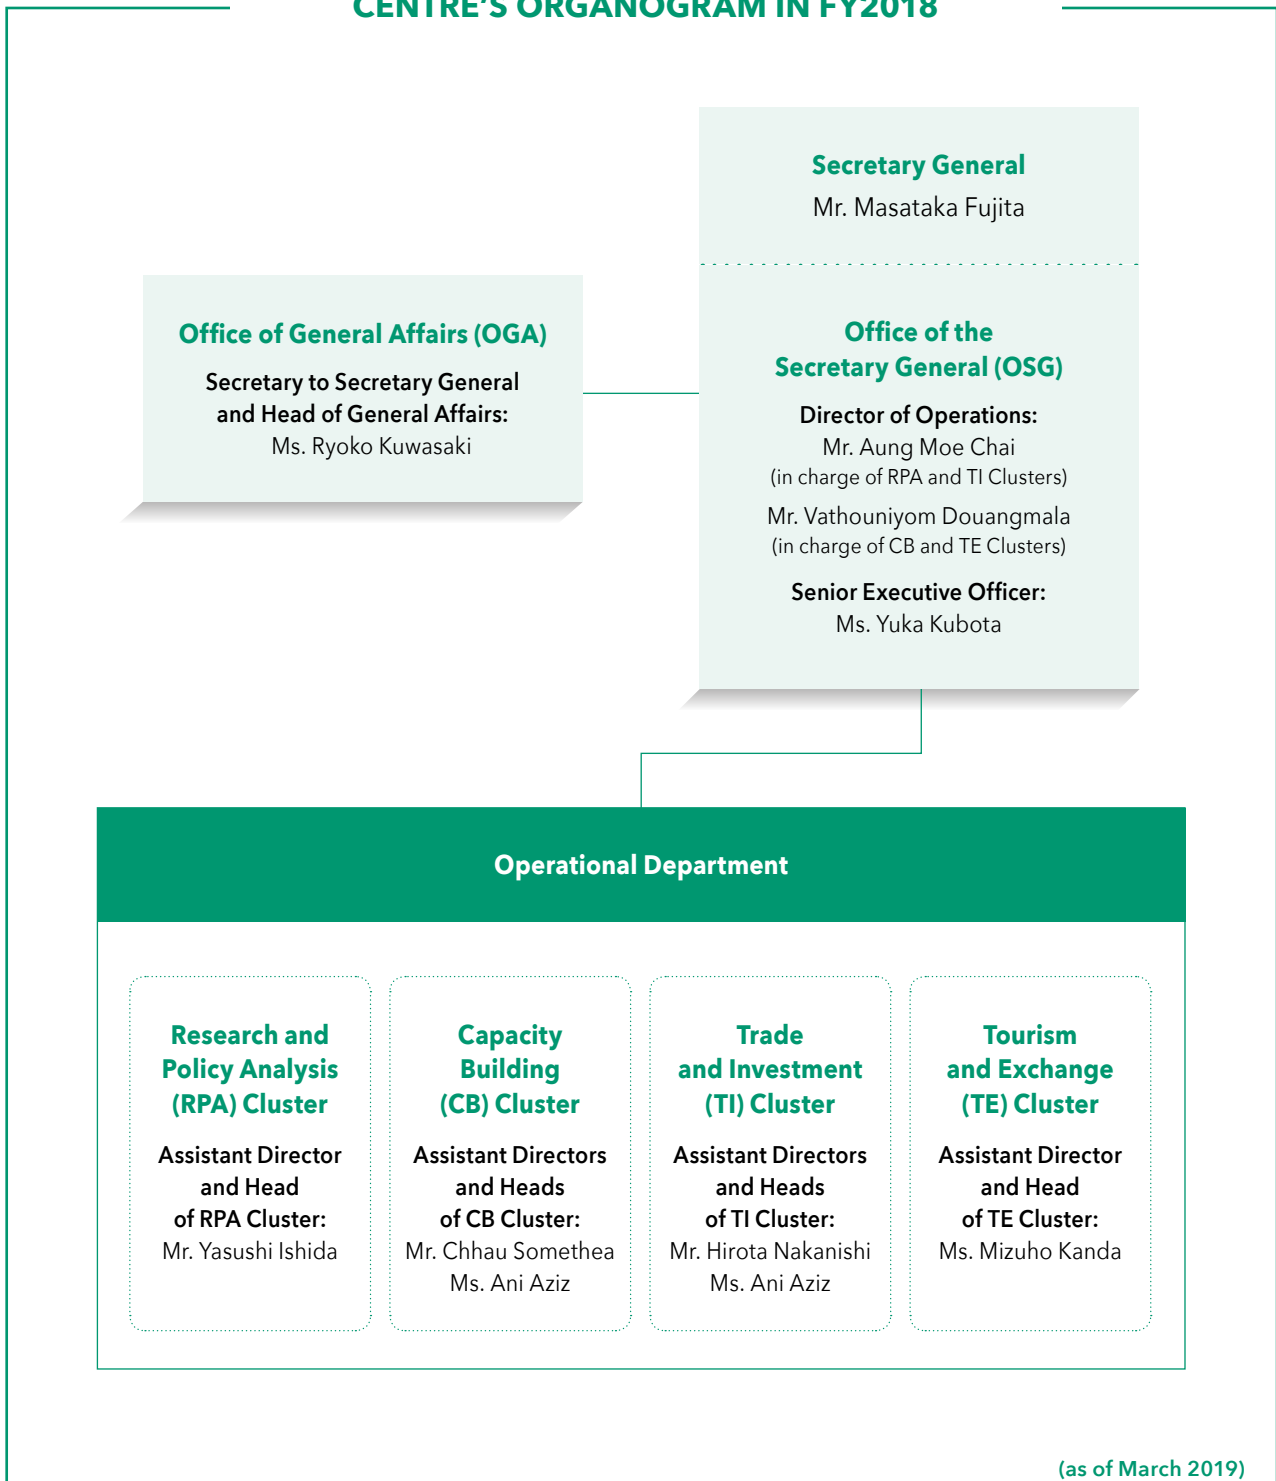 CENTRE'S ORGANOGRAM IN FY2018
Secretary General
Mr. Masataka Fujita
Office of General Affairs (OGA)
Secretary to Secretary General
and Head of General Affairs:
Ms. Ryoko Kuwasaki
Office of the
Secretary General (OSG)
Director of Operations:
Mr. Aung Moe Chai
(in charge of RPA and TI Clusters)
Mr. Vathouniyom Douangmala
(in charge of CB and TE Clusters)
Senior Executive Officer:
Ms. Yuka Kubota
Operational Department
Research and
Policy Analysis
(RPA) Cluster
Assistant Director
and Head
of RPA Cluster:
Mr. Yasushi Ishida
Capacity
Building
(CB) Cluster
Assistant Directors
and Heads
of CB Cluster:
Mr. Chhau Somethea
Ms. Ani Aziz
Trade
and Investment
(TI) Cluster
Assistant Directors
and Heads
of TI Cluster:
Mr. Hirota Nakanishi
Ms. Ani Aziz
Tourism
and Exchange
(TE) Cluster
Assistant Director
and Head
of TE Cluster:
Ms. Mizuho Kanda
(as of March 2019)